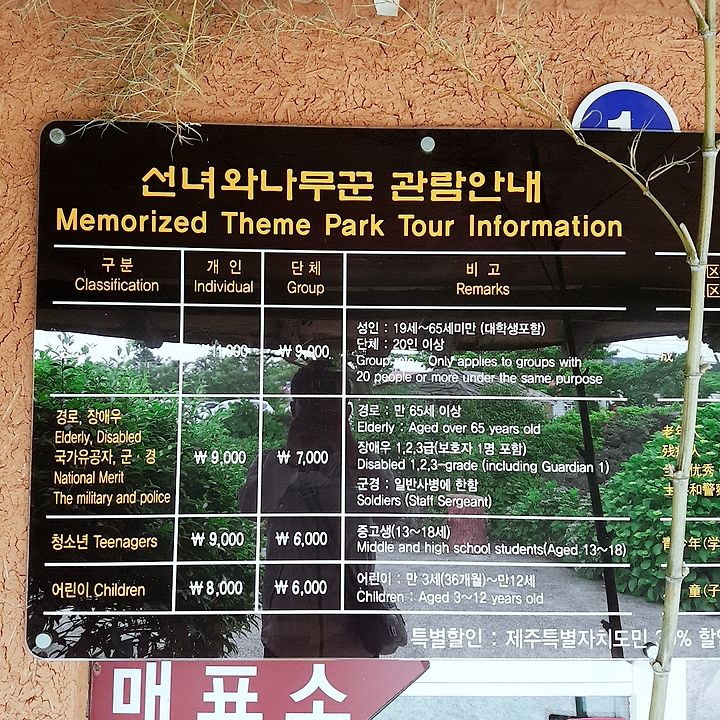 1
선녀와나무꾼 관람안내
Memorized Theme Park Tour Information
구분 개인 단체 비고
Classification Individual Group Remarks
₩ 11,000 ₩ 9,000
성인 : 19세~65세미만 (대학생포함)
단체 : 20인 이상
Group Only applies to groups with
20 people or more under the same purpose
경로, 장애우
Elderly, Disabled
국가유공자, 군 경
National Merit
The military and police
₩ 9,000 ₩ 7,000
경로 : 만 65세 이상
Elderly : Aged over 65 years old
장애우 1,2,3급(보호자 1명 포함)
Disabled 1,2,3-grade (including Guardian 1)
군경 : 일반사병에 한함
Soldiers (Staff Sergeant)
청소년 Teenagers ₩ 9,000 ₩ 6,000
중고생(13~18세)
Middle and high school students(Aged 13~18)
어린이 Children ₩ 8,000 ₩ 6,000
어린이 : 만 3세(36개월)~만12세
Children : Aged 3~12 years old
특별할인 : 제주특별자치도민
매표소